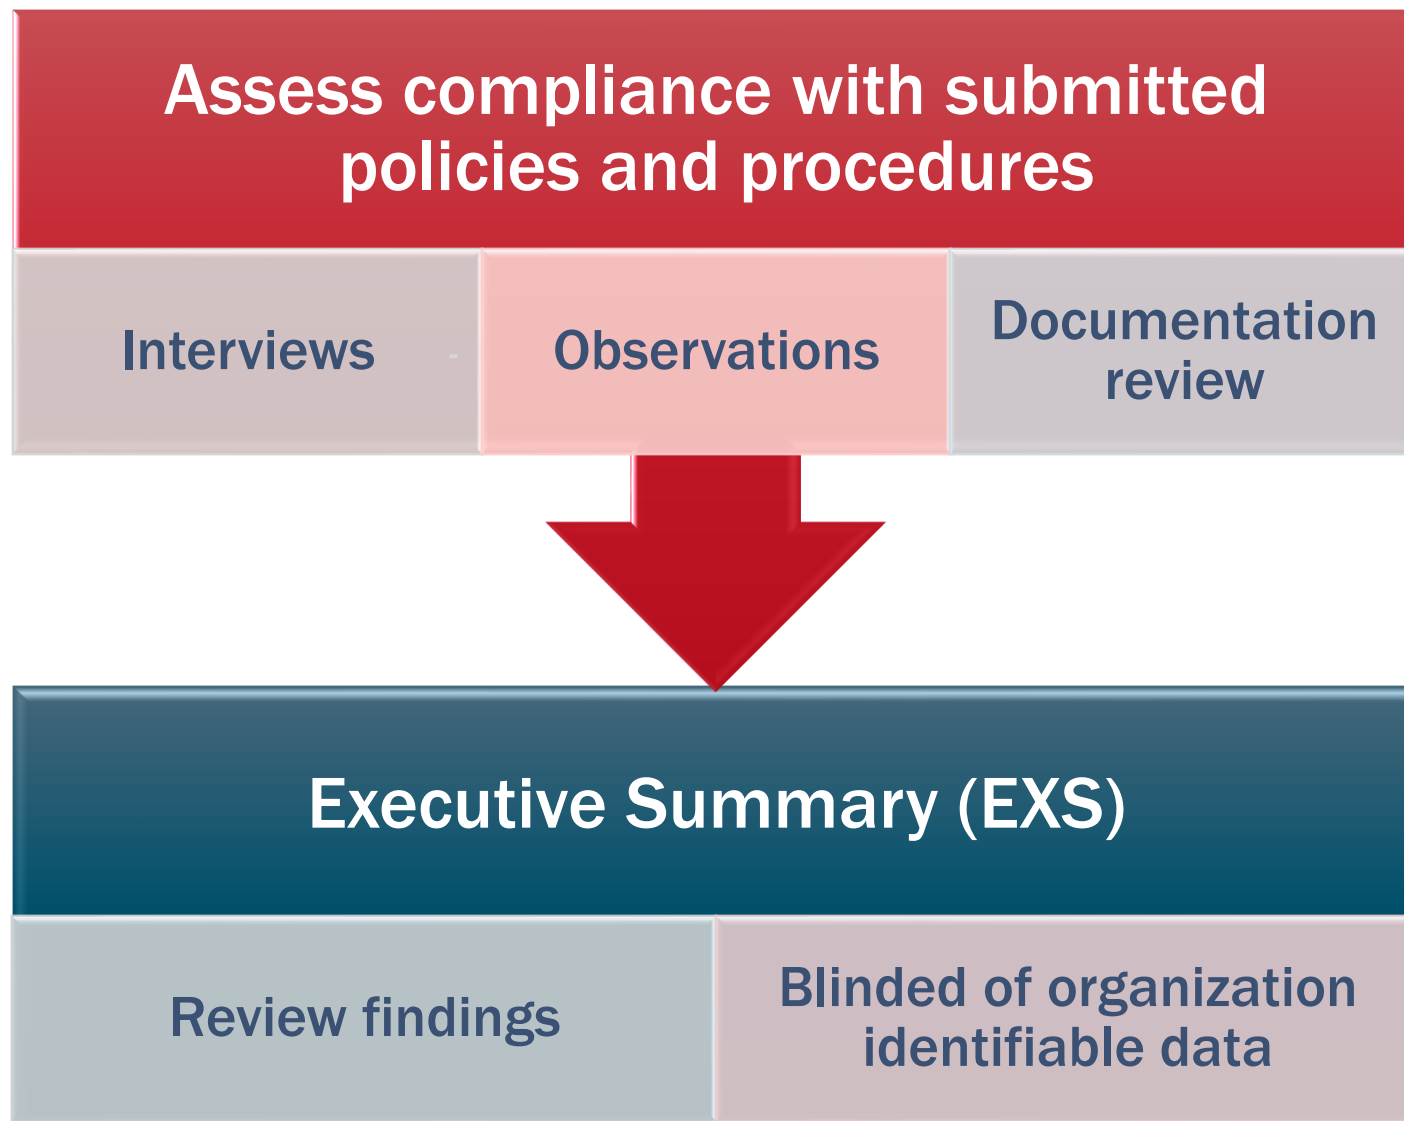 Assess compliance with submitted
policies and procedures
Interviews
Observations
Documentation
review
Executive Summary (EXS)
Review findings
Blinded of organization
identifiable data